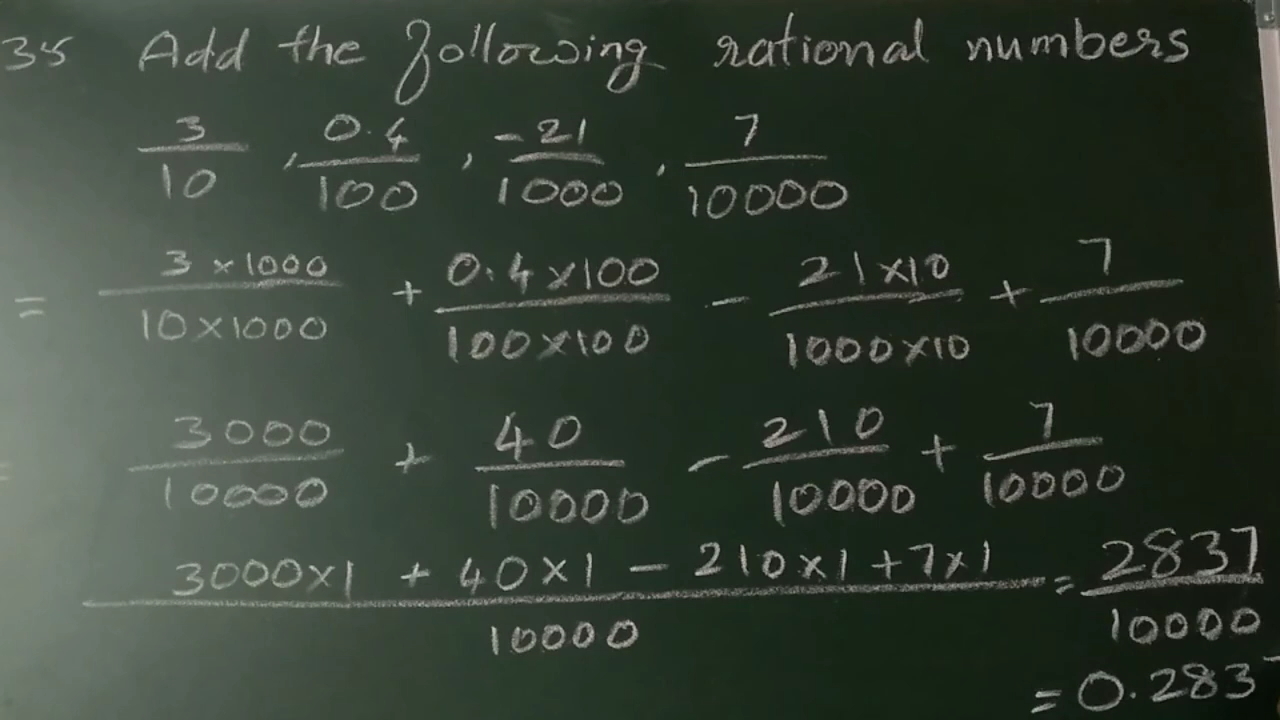 35 Add the following rational numbers
3/10 , 0.4/100 , -21/1000 , 7/10000
= 3×1000/10×1000 + 0.4×100/100×100 - 21×10/1000×10 + 7/10000
= 3000/10000 + 40/10000 - 210/10000 + 7/10000
3000×1 + 40×1 - 210×1 + 7×1/10000 = 2837/10000
= 0.283